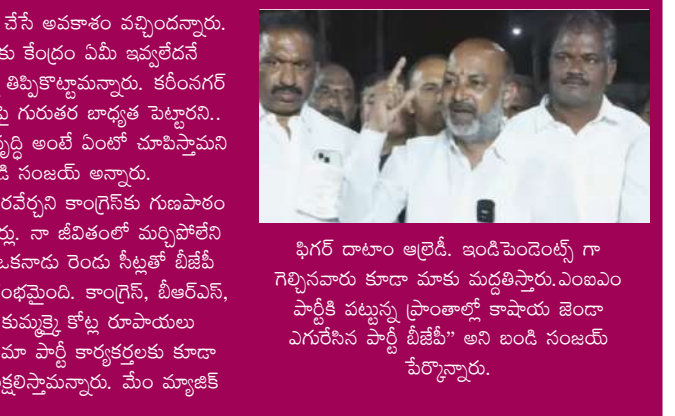 చేసే అవకాశం వచ్చిందన్నారు.
కు కేంద్రం ఏమీ ఇవ్వలేదనే
తిప్పికొట్టామన్నారు. కరీంనగర్
పై గురుతర బాధ్యత పెట్టారని..
ృద్ధి అంటే ఏంటో చూపిస్తామని
డి సంజయ్ అన్నారు.
రవేర్చని కాంగ్రెస్‌కు గుణపాఠం
ర్లు. నా జీవితంలో మర్చిపోలేని
ఒకనాడు రెండు సీట్లతో బీజేపీ
ంభమైంది. కాంగ్రెస్, బీఆర్ఎస్,
కుమ్మక్కై కోట్ల రూపాయలు
మా పార్టీ కార్యకర్తలకు కూడా
క్షలిస్తామన్నారు. మేం మ్యాజిక్
ఫిగర్ దాటాం ఆల్రెడీ. ఇండిపెండెంట్స్ గా
గెల్చినవారు కూడా మాకు మద్దతిస్తారు.ఎంఐఎం
పార్టీకి పట్టున్న ప్రాంతాల్లో కాషాయ జెండా
ఎగురేసిన పార్టీ బీజేపీ” అని బండి సంజయ్
పేర్కొన్నారు.